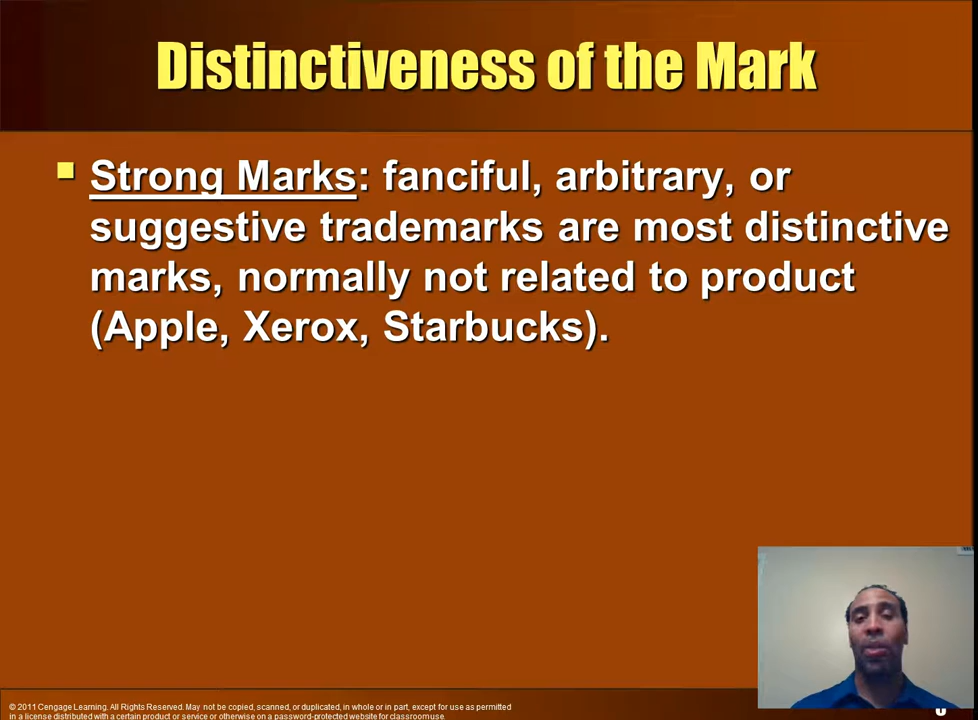 Distinctiveness of the Mark
Strong Marks: fanciful, arbitrary, or
suggestive trademarks are most distinctive
marks, normally not related to product
(Apple, Xerox, Starbucks).
© 2011 Cengage Learning. All Rights Reserved. May not be copied, scanned, or duplicated, in whole or in part, except for use as permitted
in a license distributed with a certain product or service or otherwise on a password-protected website for classroom use.